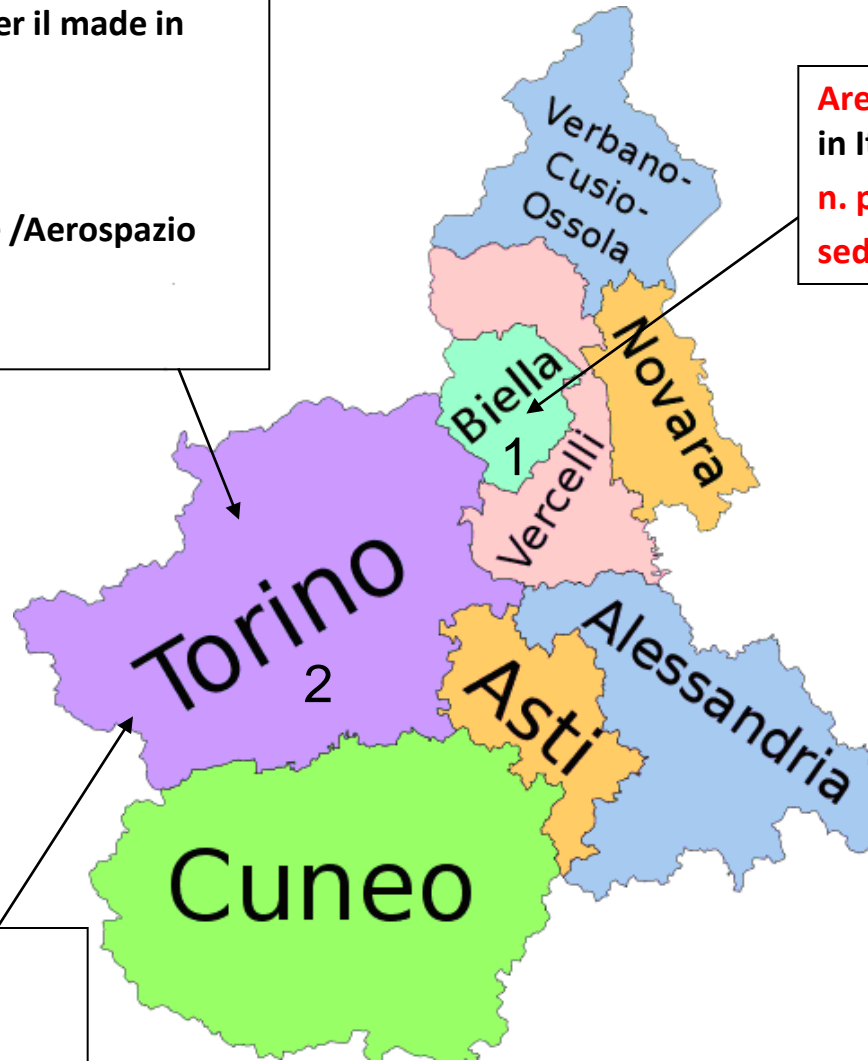 er il made in
/Aerospazio
Are
in It
n. p
sed
Verbano-
Cusio-
Ossola
Novara
Biella
1
Vercelli
Torino
2
Alessandria
Asti
Cuneo